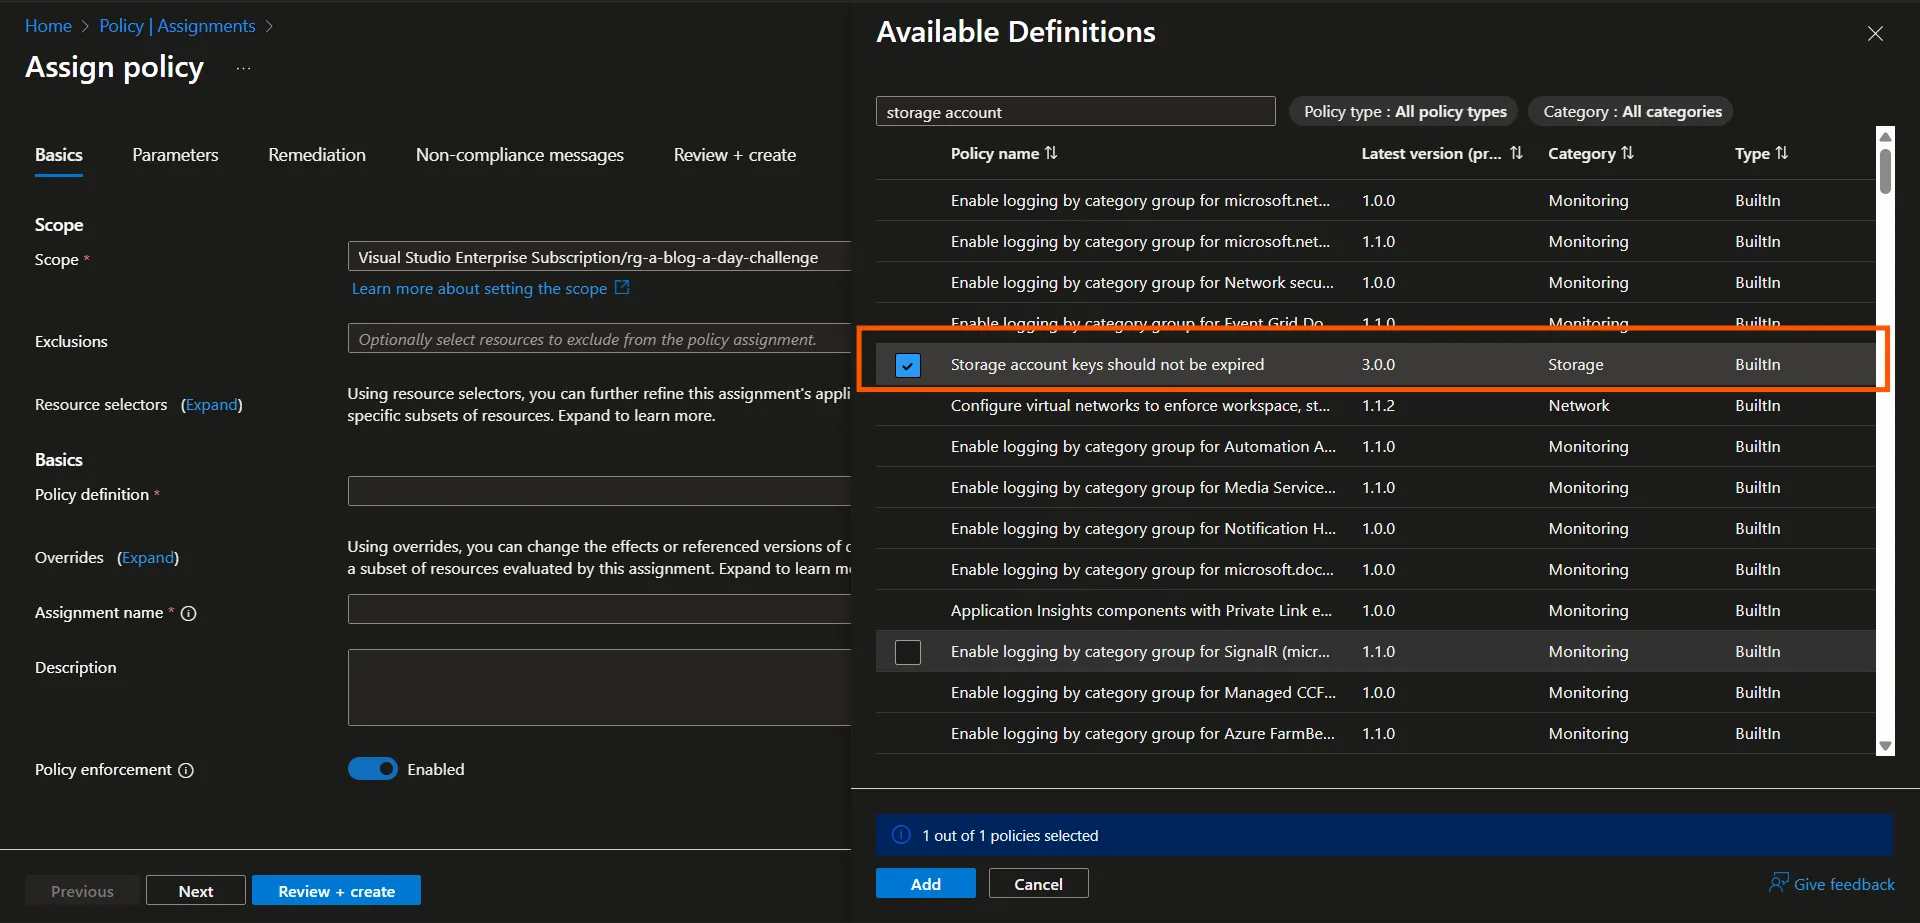 Home > Policy | Assignments >
Assign policy ...
Basics Parameters Remediation Non-compliance messages Review + create
Scope
Scope * Visual Studio Enterprise Subscription/rg-a-blog-a-day-challenge
Learn more about setting the scope
Exclusions Optionally select resources to exclude from the policy assignment.
Resource selectors (Expand) Using resource selectors, you can further refine this assignment's appli
specific subsets of resources. Expand to learn more.
Basics
Policy definition *
Overrides (Expand) Using overrides, you can change the effects or referenced versions of
a subset of resources evaluated by this assignment. Expand to learn
Assignment name *
Description
Policy enforcement Enabled
Previous Next Review + create
Available Definitions
storage account Policy type : All policy types Category : All categories
Policy name Latest version (pr... Category Type
Enable logging by category group for microsoft.net... 1.0.0 Monitoring BuiltIn
Enable logging by category group for microsoft.net... 1.1.0 Monitoring BuiltIn
Enable logging by category group for Network secu... 1.0.0 Monitoring BuiltIn
Enable logging by category group for Event Grid Do... 1.1.0 Monitoring BuiltIn
Storage account keys should not be expired 3.0.0 Storage BuiltIn
Configure virtual networks to enforce workspace, st... 1.1.2 Network BuiltIn
Enable logging by category group for Automation A... 1.1.0 Monitoring BuiltIn
Enable logging by category group for Media Service... 1.1.0 Monitoring BuiltIn
Enable logging by category group for Notification H... 1.0.0 Monitoring BuiltIn
Enable logging by category group for microsoft.doc... 1.0.0 Monitoring BuiltIn
Application Insights components with Private Link e... 1.0.0 Monitoring BuiltIn
Enable logging by category group for SignalR (micr... 1.1.0 Monitoring BuiltIn
Enable logging by category group for Managed CCF... 1.0.0 Monitoring BuiltIn
Enable logging by category group for Azure FarmBe... 1.1.0 Monitoring BuiltIn
1 out of 1 policies selected
Add Cancel Give feedback